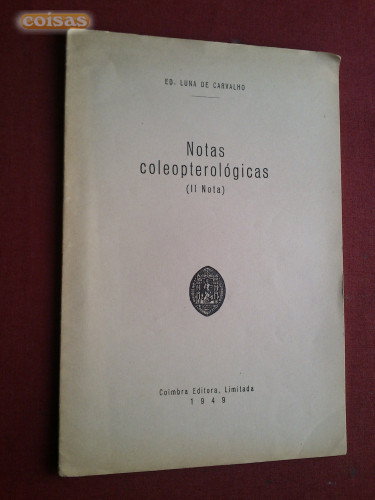 coisas
ED. LUNA DE CARVALHO
Notas
coleopterológicas
(II Nota)
Coimbra Editora, Limitada
1949